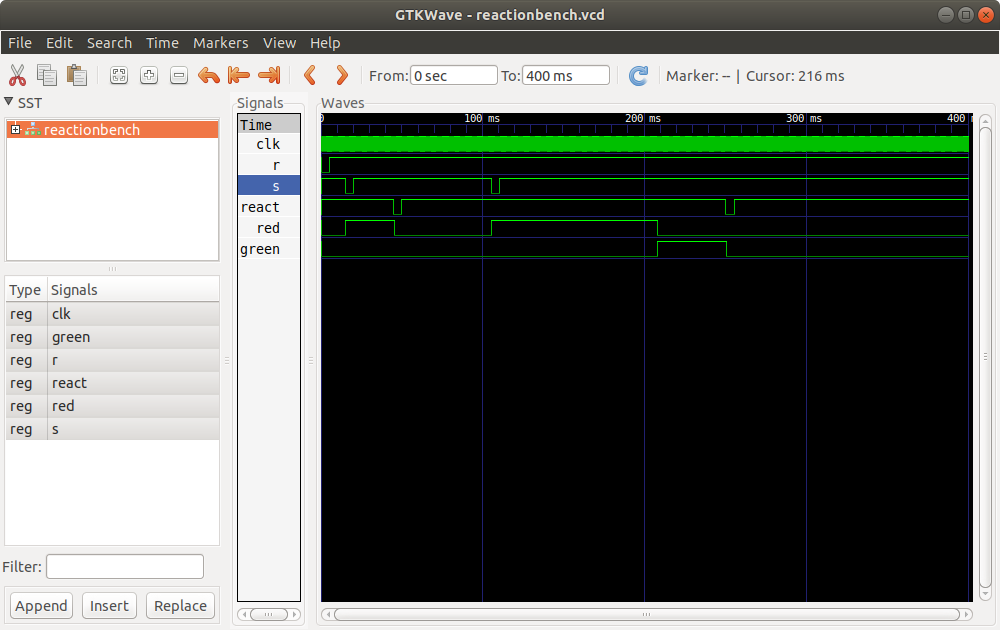 GTKWave - reactionbench.vcd
File Edit Search Time Markers View Help
From: 0 sec To: 400 ms Marker: -- | Cursor: 216 ms
SST
reactionbench
Type Signals
reg clk
reg green
reg r
reg react
reg red
reg s
Filter:
Append Insert Replace
Signals
Time
clk
r
s
react
red
green
Waves
100 ms 200 ms 300 ms 400